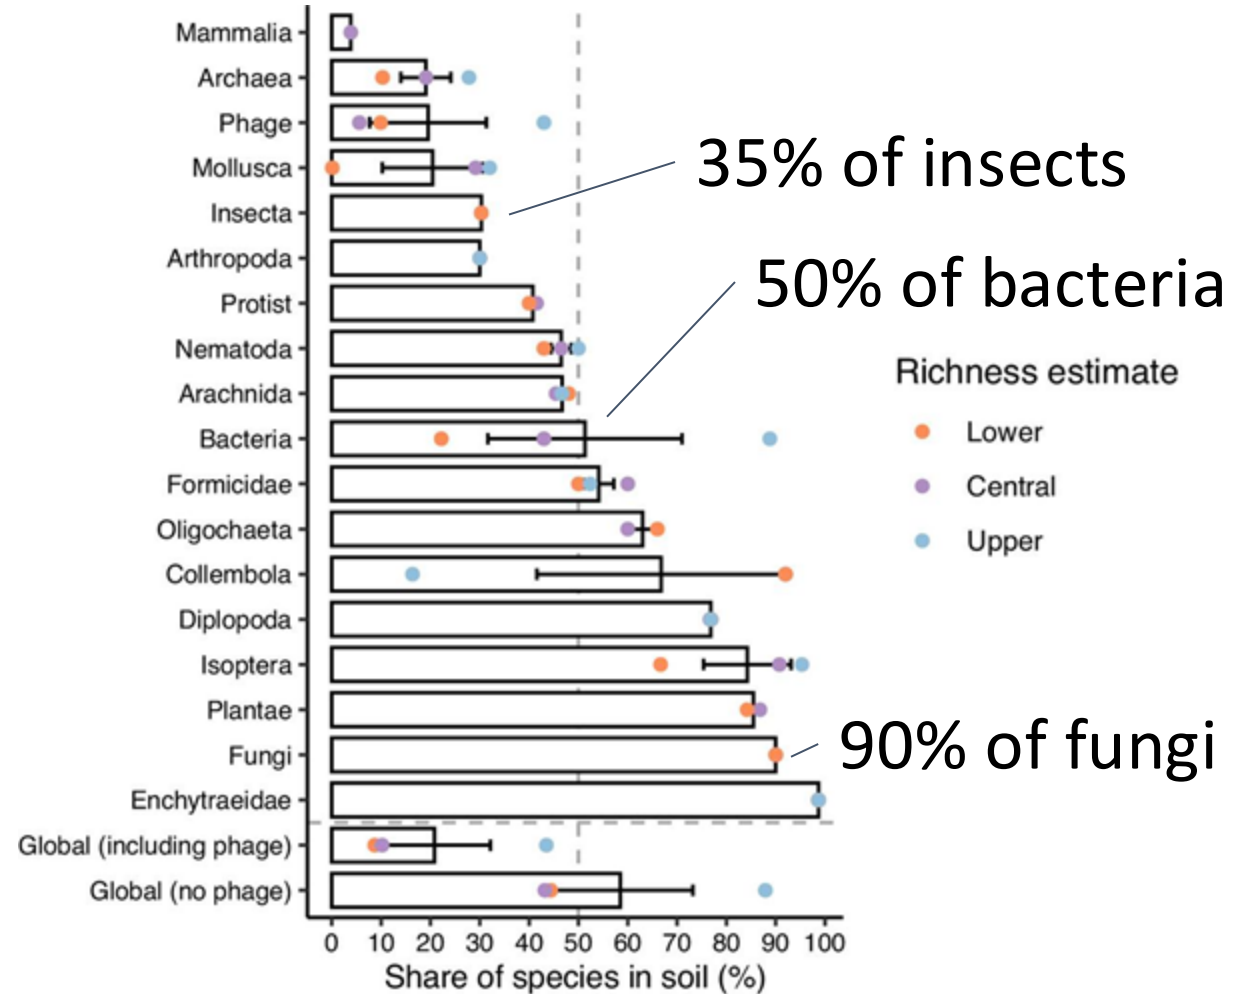 Mammalia
Archaea
Phage
Mollusca
35% of insects
Insecta
Arthropoda
50% of bacteria
Protist
Nematoda
Richness estimate
Arachnida
Bacteria
Lower
Formicidae
Central
Oligochaeta
Upper
Collembola
Diplopoda
Isoptera
Plantae
90% of fungi
Fungi
Enchytraeidae
Global (including phage)
Global (no phage)
0 10 20 30 40 50 60 70 80 90 100
Share of species in soil (%)